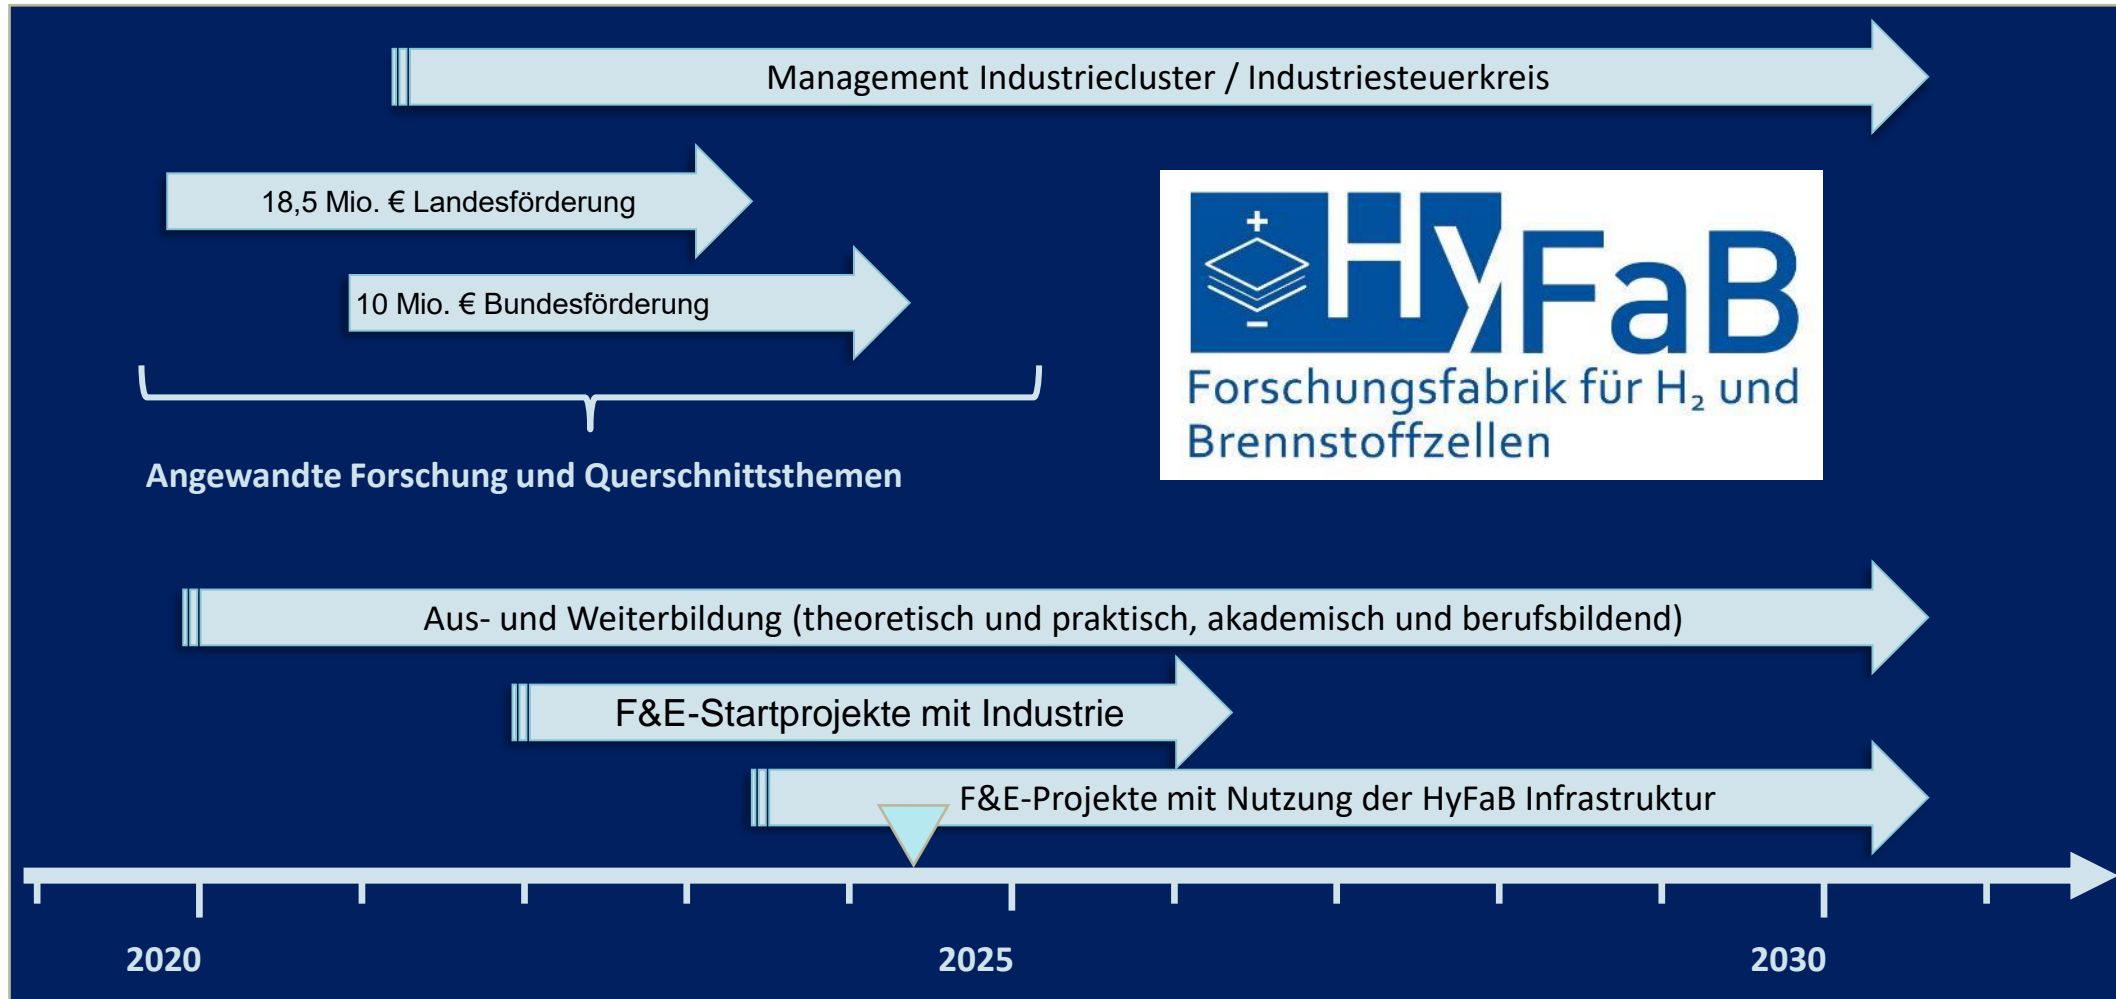 Management Industriecluster / Industriesteuerkreis
18,5 Mio. € Landesförderung
10 Mio. € Bundesförderung
Angewandte Forschung und Querschnittsthemen
+
HyFaB
−
Forschungsfabrik für H₂ und
Brennstoffzellen
Aus- und Weiterbildung (theoretisch und praktisch, akademisch und berufsbildend)
F&E-Startprojekte mit Industrie
F&E-Projekte mit Nutzung der HyFaB Infrastruktur
2020
2025
2030